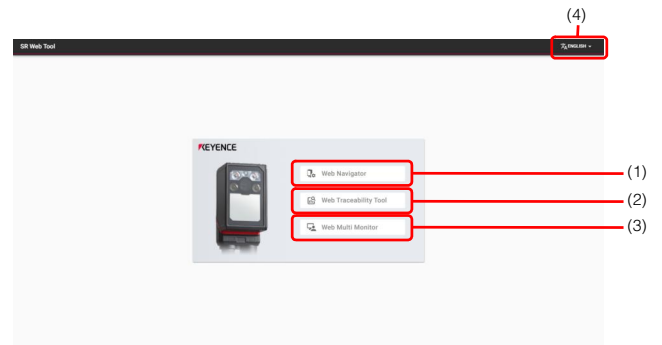 (4)
SR Web Tool
ENGLISH
KEYENCE
Web Navigator
(1)
Web Traceability Tool
(2)
Web Multi Monitor
(3)